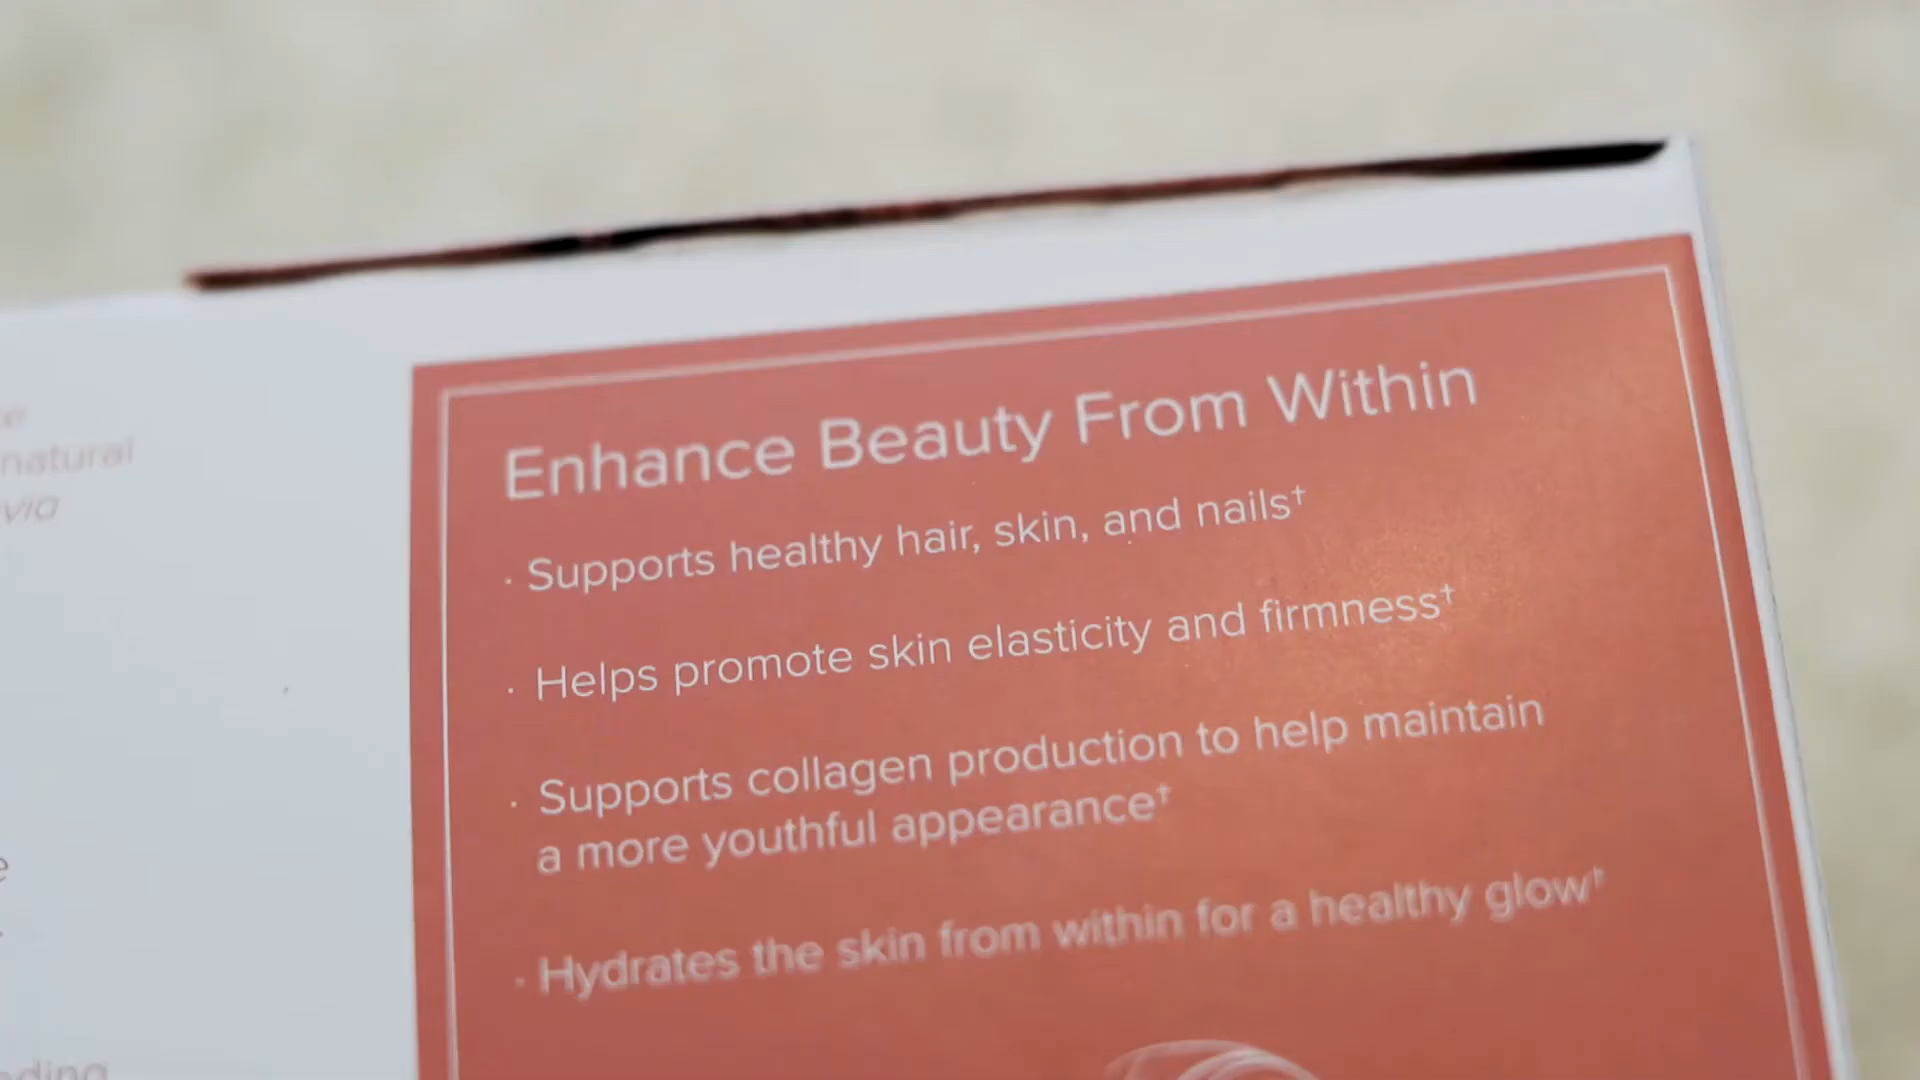 natural
Enhance Beauty From Within
· Supports healthy hair, skin, and nails†
· Helps promote skin elasticity and firmness†
· Supports collagen production to help maintain
a more youthful appearance†
· Hydrates the skin from within for a healthy glow†